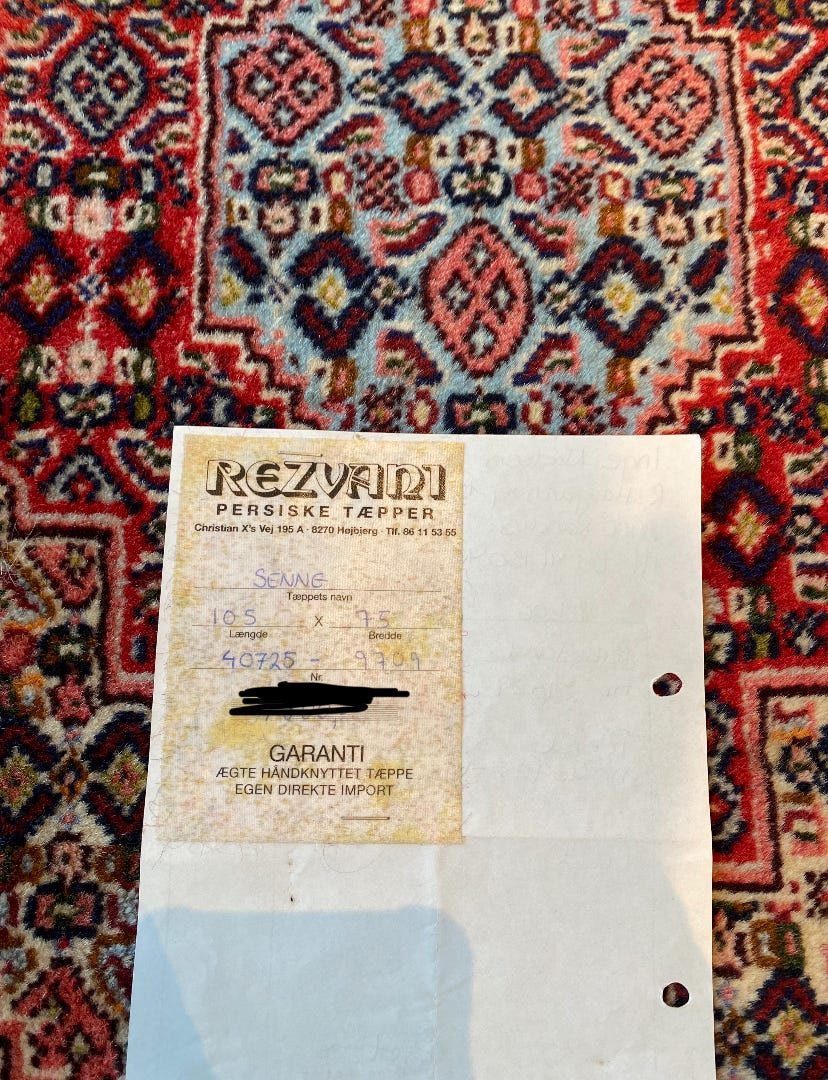 REZVANI
PERSISKE TÆPPER
Christian X's Vej 195 A · 8270 Højbjerg · Tlf. 86 11 53 55
SENNE
Tæppets navn
105 X 75
Længde Bredde
40725 - 9709
Nr.
GARANTI
ÆGTE HÅNDKNYTTET TÆPPE
EGEN DIREKTE IMPORT